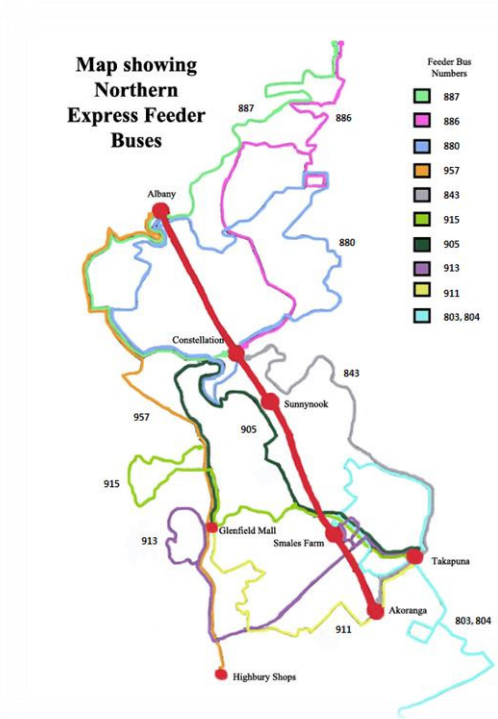 Map showing
Northern
Express Feeder
Buses
Feeder Bus
Numbers
887
886
880
957
843
915
905
913
911
803, 804
887
886
Albany
880
Constellation
843
Sunnynook
957
905
915
Glenfield Mall
913
Smales Farm
Takapuna
Akoranga
803, 804
911
Highbury Shops